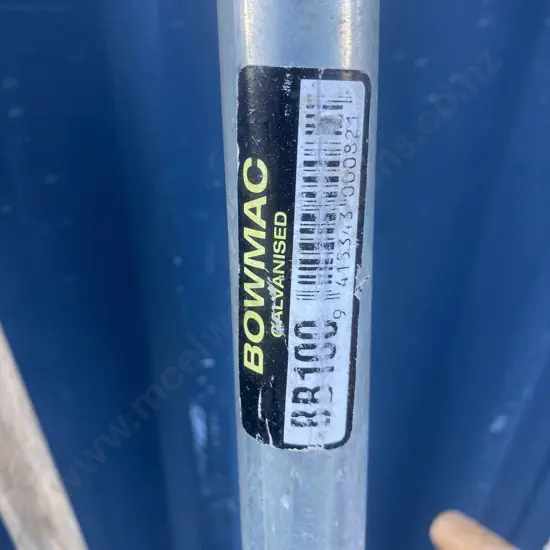 BOWMAC
GALVANISED
BB100
9 415343 000821